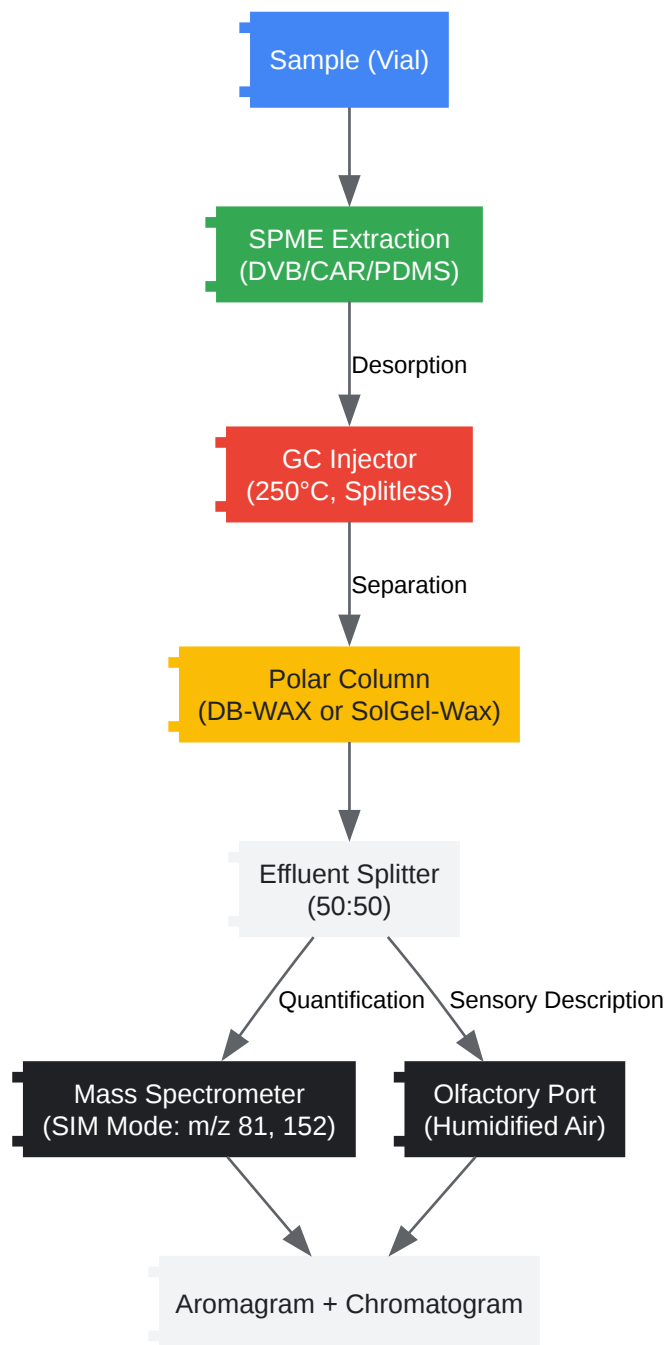 Sample (Vial)
SPME Extraction
(DVB/CAR/PDMS)
Desorption
GC Injector
(250°C, Splitless)
Separation
Polar Column
(DB-WAX or SolGel-Wax)
Effluent Splitter
(50:50)
Quantification
Sensory Description
Mass Spectrometer
(SIM Mode: m/z 81, 152)
Olfactory Port
(Humidified Air)
Aromagram + Chromatogram